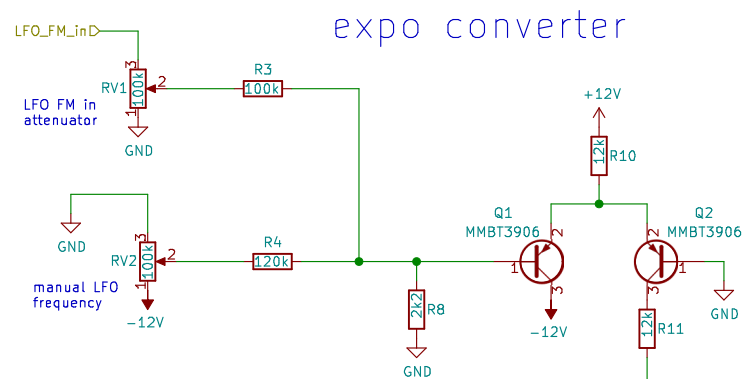 expo converter
LFO_FM_in
3
RV1
100k
2
1
LFO FM in
attenuator
GND
R3
100k
+12V
12k
R10
GND
3
RV2
100k
2
1
manual LFO
frequency
-12V
R4
120k
2k2
R8
GND
Q1
MMBT3906
2
1
3
-12V
Q2
MMBT3906
2
1
3
GND
12k
R11